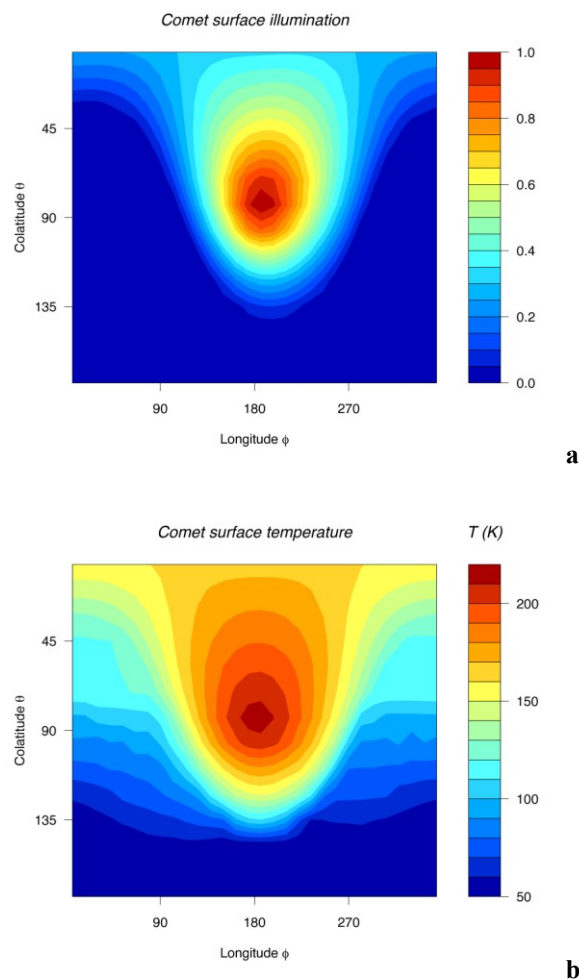 Comet surface illumination
1.0
0.8
0.6
0.4
0.2
0.0
45
90
135
Colatitude θ
90 180 270
Longitude ϕ
a
Comet surface temperature T (K)
200
150
100
50
45
90
135
Colatitude θ
90 180 270
Longitude ϕ
b